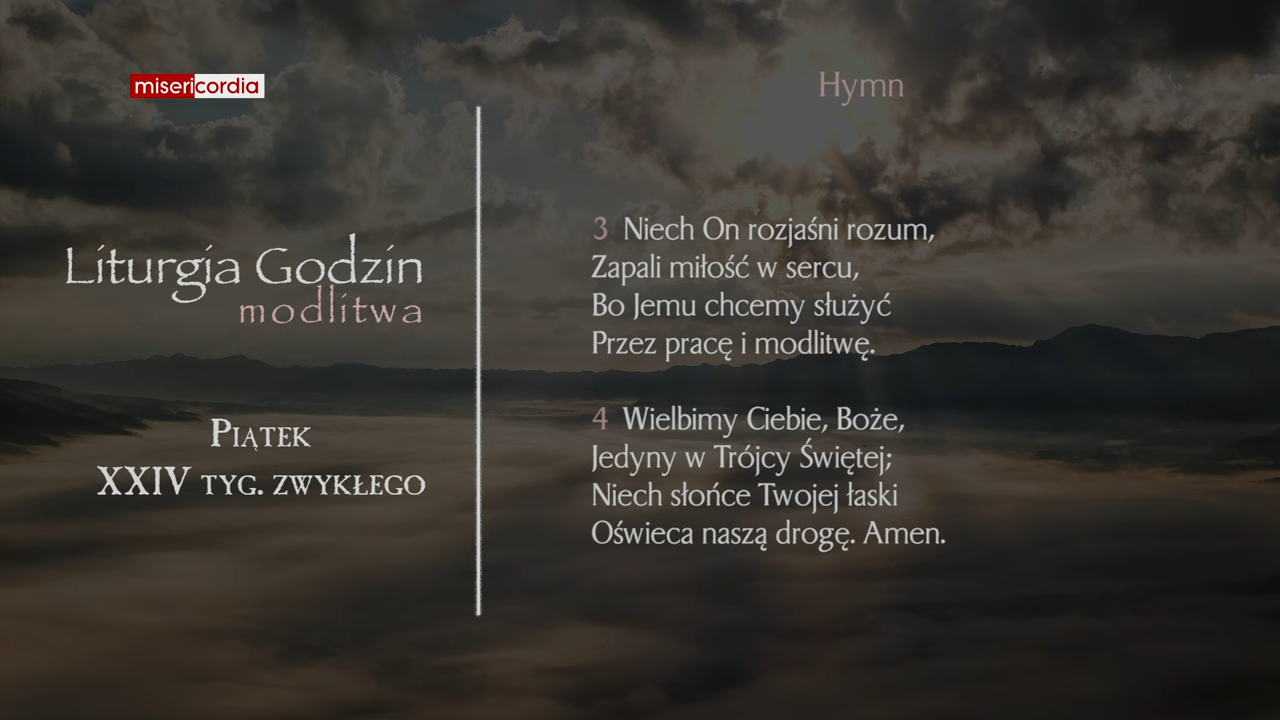 misericordia
Liturgia Godzin
modlitwa
Piątek
XXIV tyg. zwykłego
Hymn
3 Niech On rozjaśni rozum,
Zapali miłość w sercu,
Bo Jemu chcemy służyć
Przez pracę i modlitwę.
4 Wielbimy Ciebie, Boże,
Jedyny w Trójcy Świętej;
Niech słońce Twojej łaski
Oświeca naszą drogę. Amen.